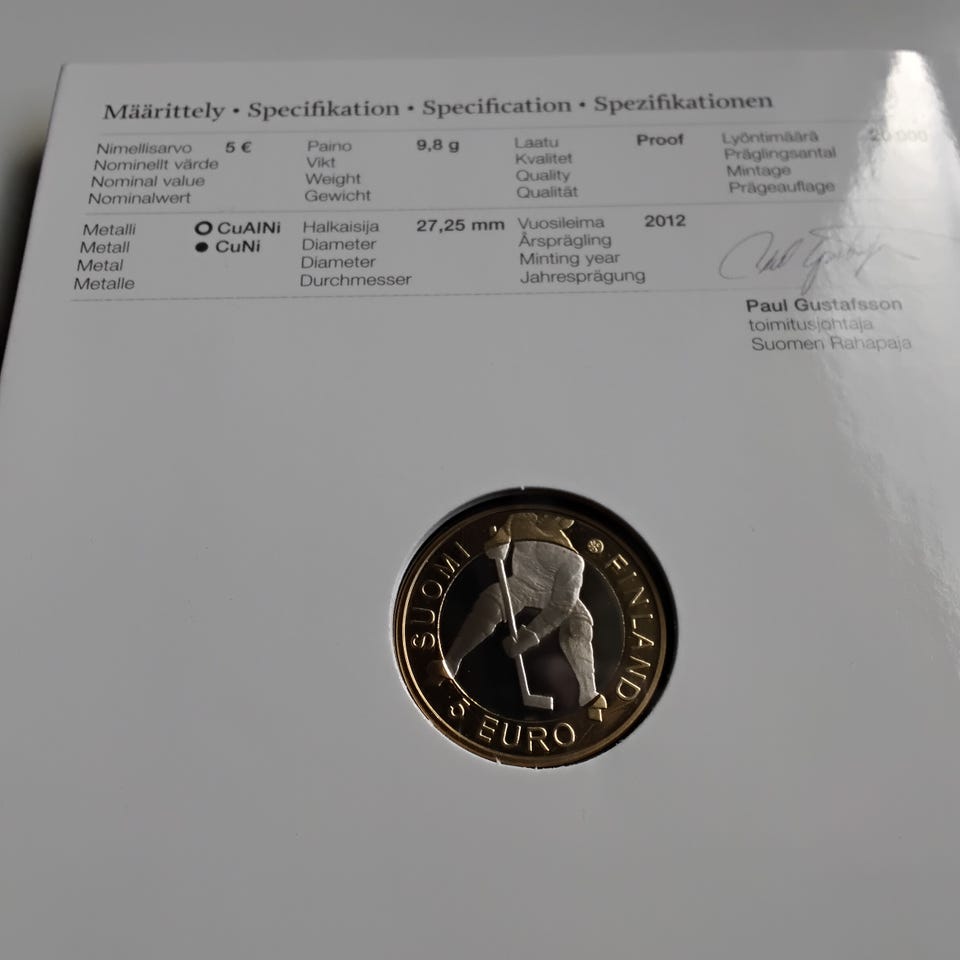 Määrittely • Specifikation • Specification • Spezifikationen
Nimellisarvo 5 € Paino 9,8 g Laatu Proof Lyöntimäärä 20 000
Nominellt värde Vikt Kvalitet Präglingsantal
Nominal value Weight Quality Mintage
Nominalwert Gewicht Qualität Prägeauflage
Metalli CuAlNi Halkaisija 27,25 mm Vuosileima 2012
Metall CuNi Diameter Årsprägling
Metal Diameter Minting year
Metalle Durchmesser Jahresprägung
Paul Gustafsson
toimitusjohtaja
Suomen Rahapaja
SUOMI
FINLAND
5 EURO